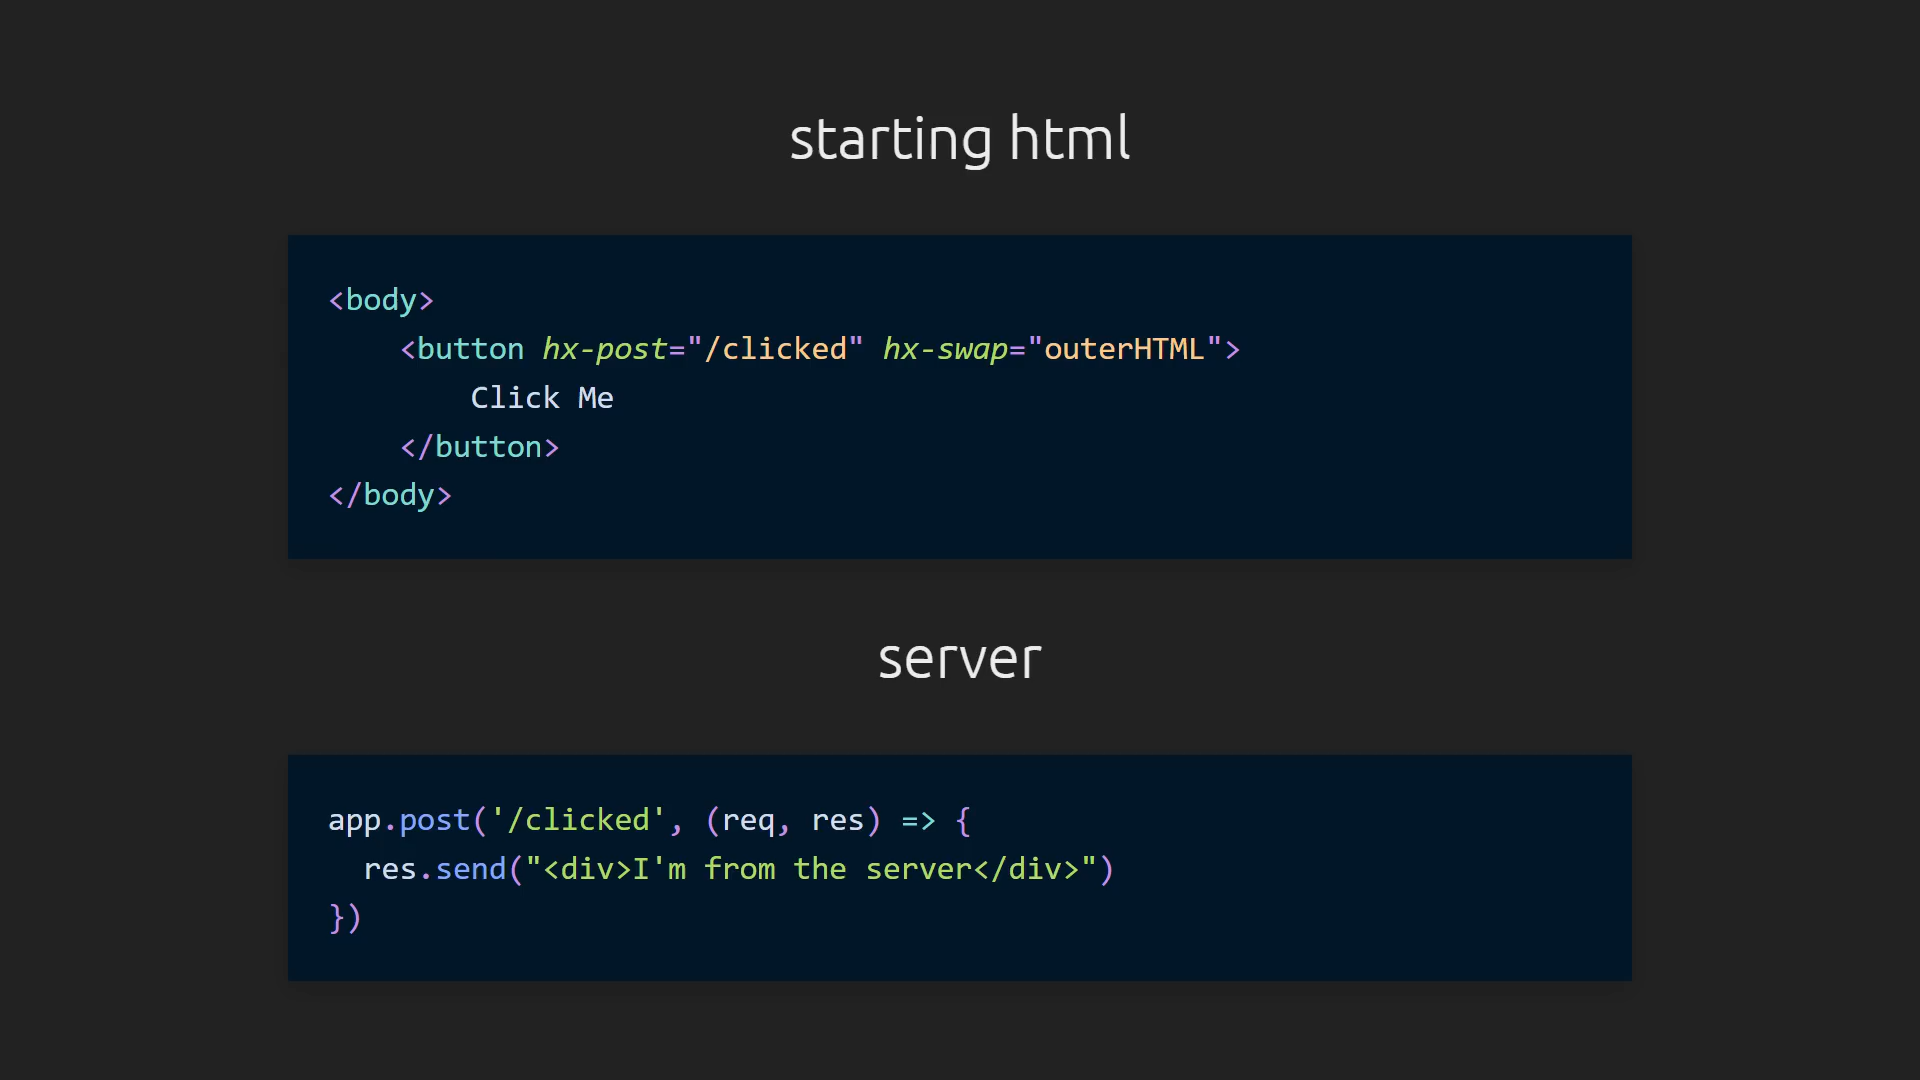 starting html
<body>
    <button hx-post="/clicked" hx-swap="outerHTML">
        Click Me
    </button>
</body>
server
app.post('/clicked', (req, res) => {
  res.send("<div>I'm from the server</div>")
})